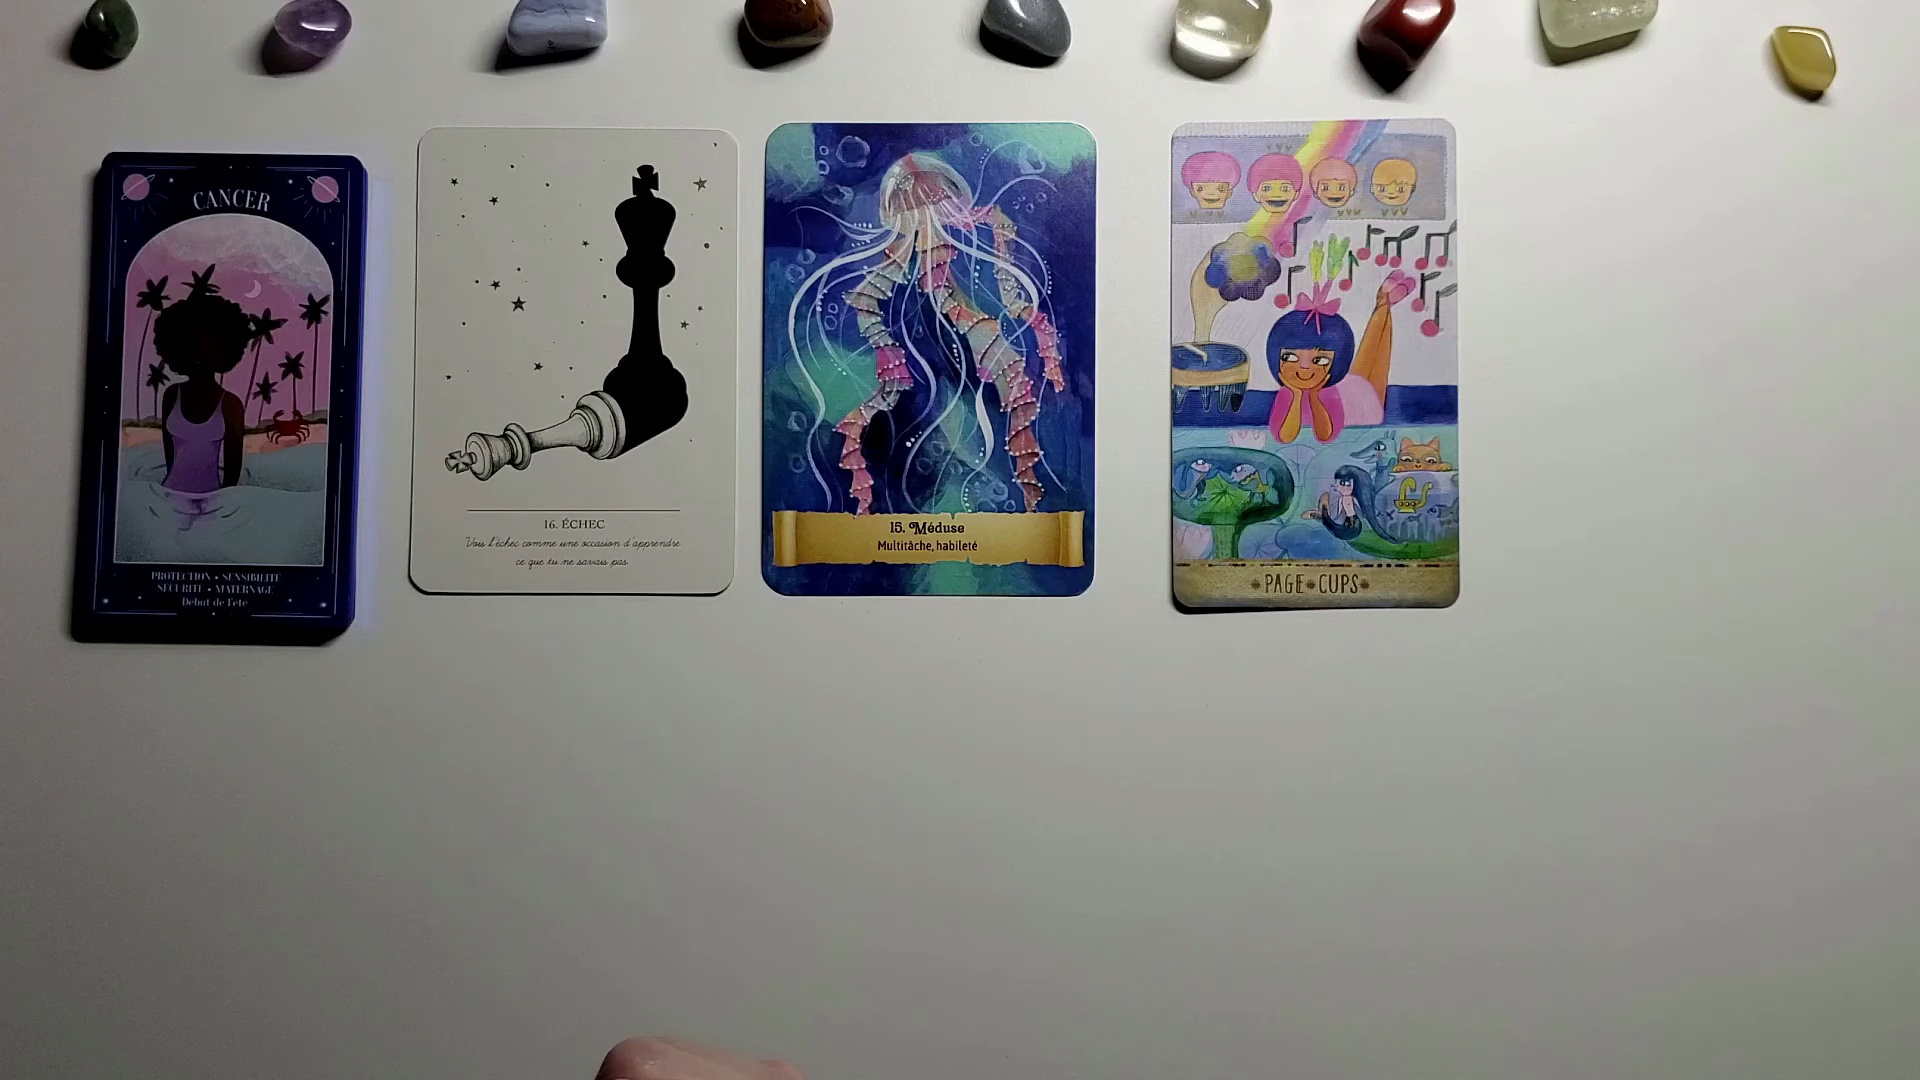 CANCER
PROTECTION • SENSIBILITÉ
SÉCURITÉ • MATERNAGE
Début de l'été
16. ÉCHEC
Vois l'échec comme une occasion d'apprendre
ce que tu ne savais pas
15. Méduse
Multitâche, habileté
PAGE CUPS